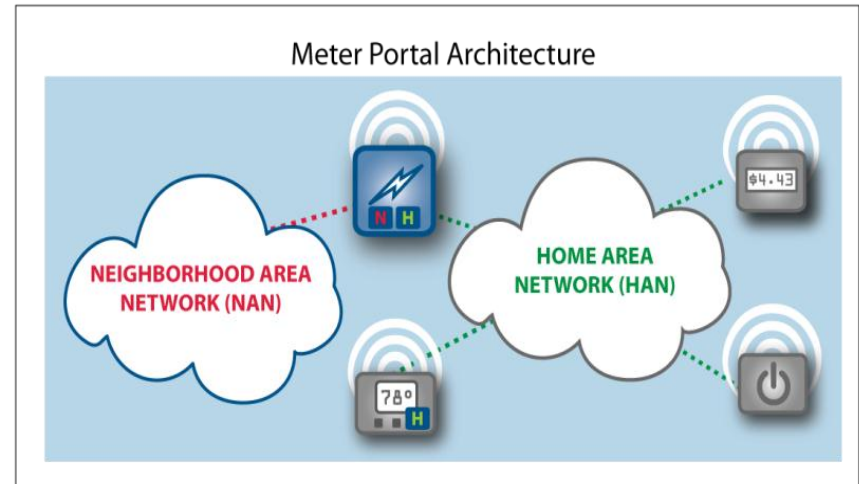 Meter Portal Architecture
N H
$4.43
NEIGHBORHOOD AREA
NETWORK (NAN)
HOME AREA
NETWORK (HAN)
78°
H